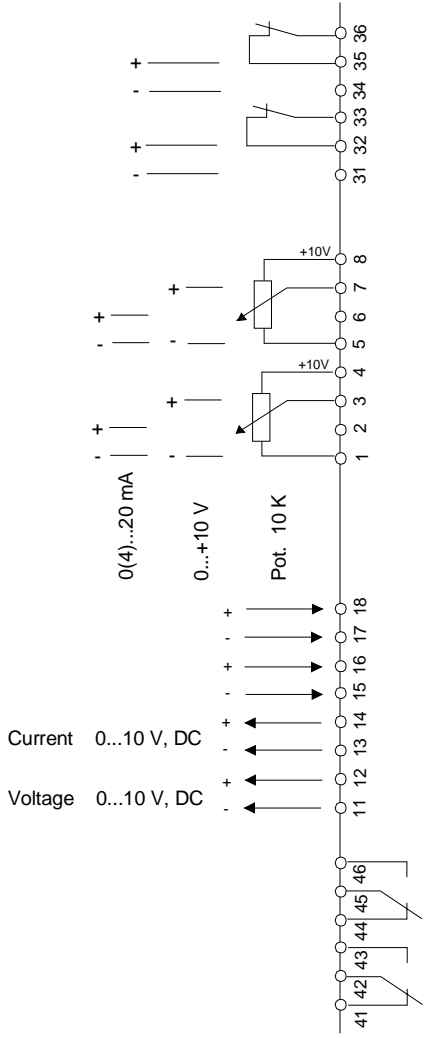 36
+ 35
- 34
33
+ 32
- 31
+10V 8
+ 7
+ 6
- - 5
+10V 4
+ 3
+ 2
- - 1
0(4)...20 mA
0...+10 V
Pot. 10 K
+ 18
- 17
+ 16
- 15
Current 0...10 V, DC + 14
- 13
+ 12
Voltage 0...10 V, DC - 11
46
45
44
43
42
41